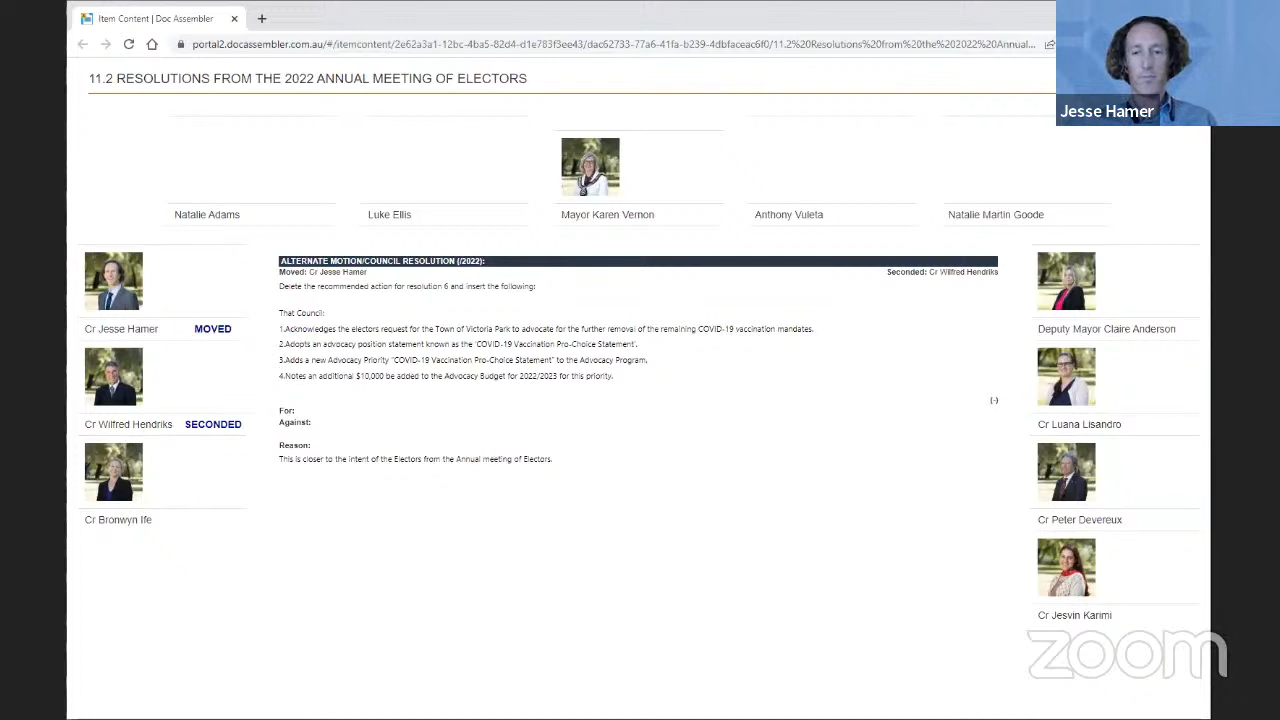 Item Content | Doc Assembler
portal2.docassembler.com.au/#/itemcontent/2e62a3a1-12bc-4ba5-82d4-d1e783f3ee43/dac62733-77a6-41fa-b239-4dbfaceac6f0/11.2%20Resolutions%20from%20the%202022%20Annual...
11.2 RESOLUTIONS FROM THE 2022 ANNUAL MEETING OF ELECTORS
Jesse Hamer
Natalie Adams
Luke Ellis
Mayor Karen Vernon
Anthony Vuleta
Natalie Martin Goode
Cr Jesse Hamer MOVED
Cr Wilfred Hendriks SECONDED
Cr Bronwyn Ife
ALTERNATE MOTION/COUNCIL RESOLUTION (/2022):
Moved: Cr Jesse Hamer Seconded: Cr Wilfred Hendriks
Delete the recommended action for resolution 6 and insert the following:
That Council:
1.Acknowledges the electors request for the Town of Victoria Park to advocate for the further removal of the remaining COVID-19 vaccination mandates.
2.Adopts an advocacy position statement known as the 'COVID-19 Vaccination Pro-Choice Statement'.
3.Adds a new Advocacy Priority "COVID-19 Vaccination Pro-Choice Statement" to the Advocacy Program.
4.Notes an additional $10,000 be added to the Advocacy Budget for 2022/2023 for this priority.
(-)
For:
Against:
Reason:
This is closer to the intent of the Electors from the Annual meeting of Electors.
Deputy Mayor Claire Anderson
Cr Luana Lisandro
Cr Peter Devereux
Cr Jesvin Karimi
zoom